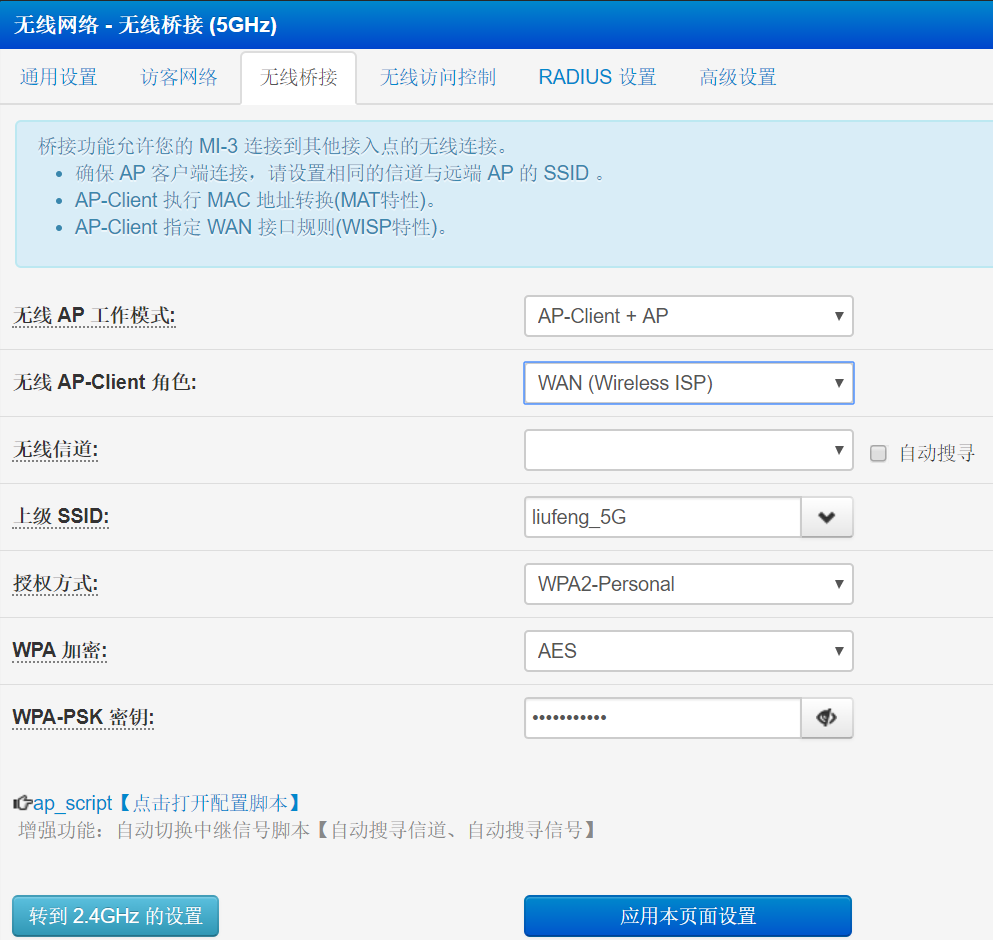 无线网络 - 无线桥接 (5GHz)
通用设置 访客网络 无线桥接 无线访问控制 RADIUS 设置 高级设置
桥接功能允许您的 MI-3 连接到其他接入点的无线连接。
确保 AP 客户端连接，请设置相同的信道与远端 AP 的 SSID 。
AP-Client 执行 MAC 地址转换(MAT特性)。
AP-Client 指定 WAN 接口规则(WISP特性)。
无线 AP 工作模式: AP-Client + AP
无线 AP-Client 角色: WAN (Wireless ISP)
无线信道: 自动搜寻
上级 SSID: liufeng_5G
授权方式: WPA2-Personal
WPA 加密: AES
WPA-PSK 密钥: •••••••••••
ap_script【点击打开配置脚本】
增强功能：自动切换中继信号脚本【自动搜寻信道、自动搜寻信号】
转到 2.4GHz 的设置 应用本页面设置